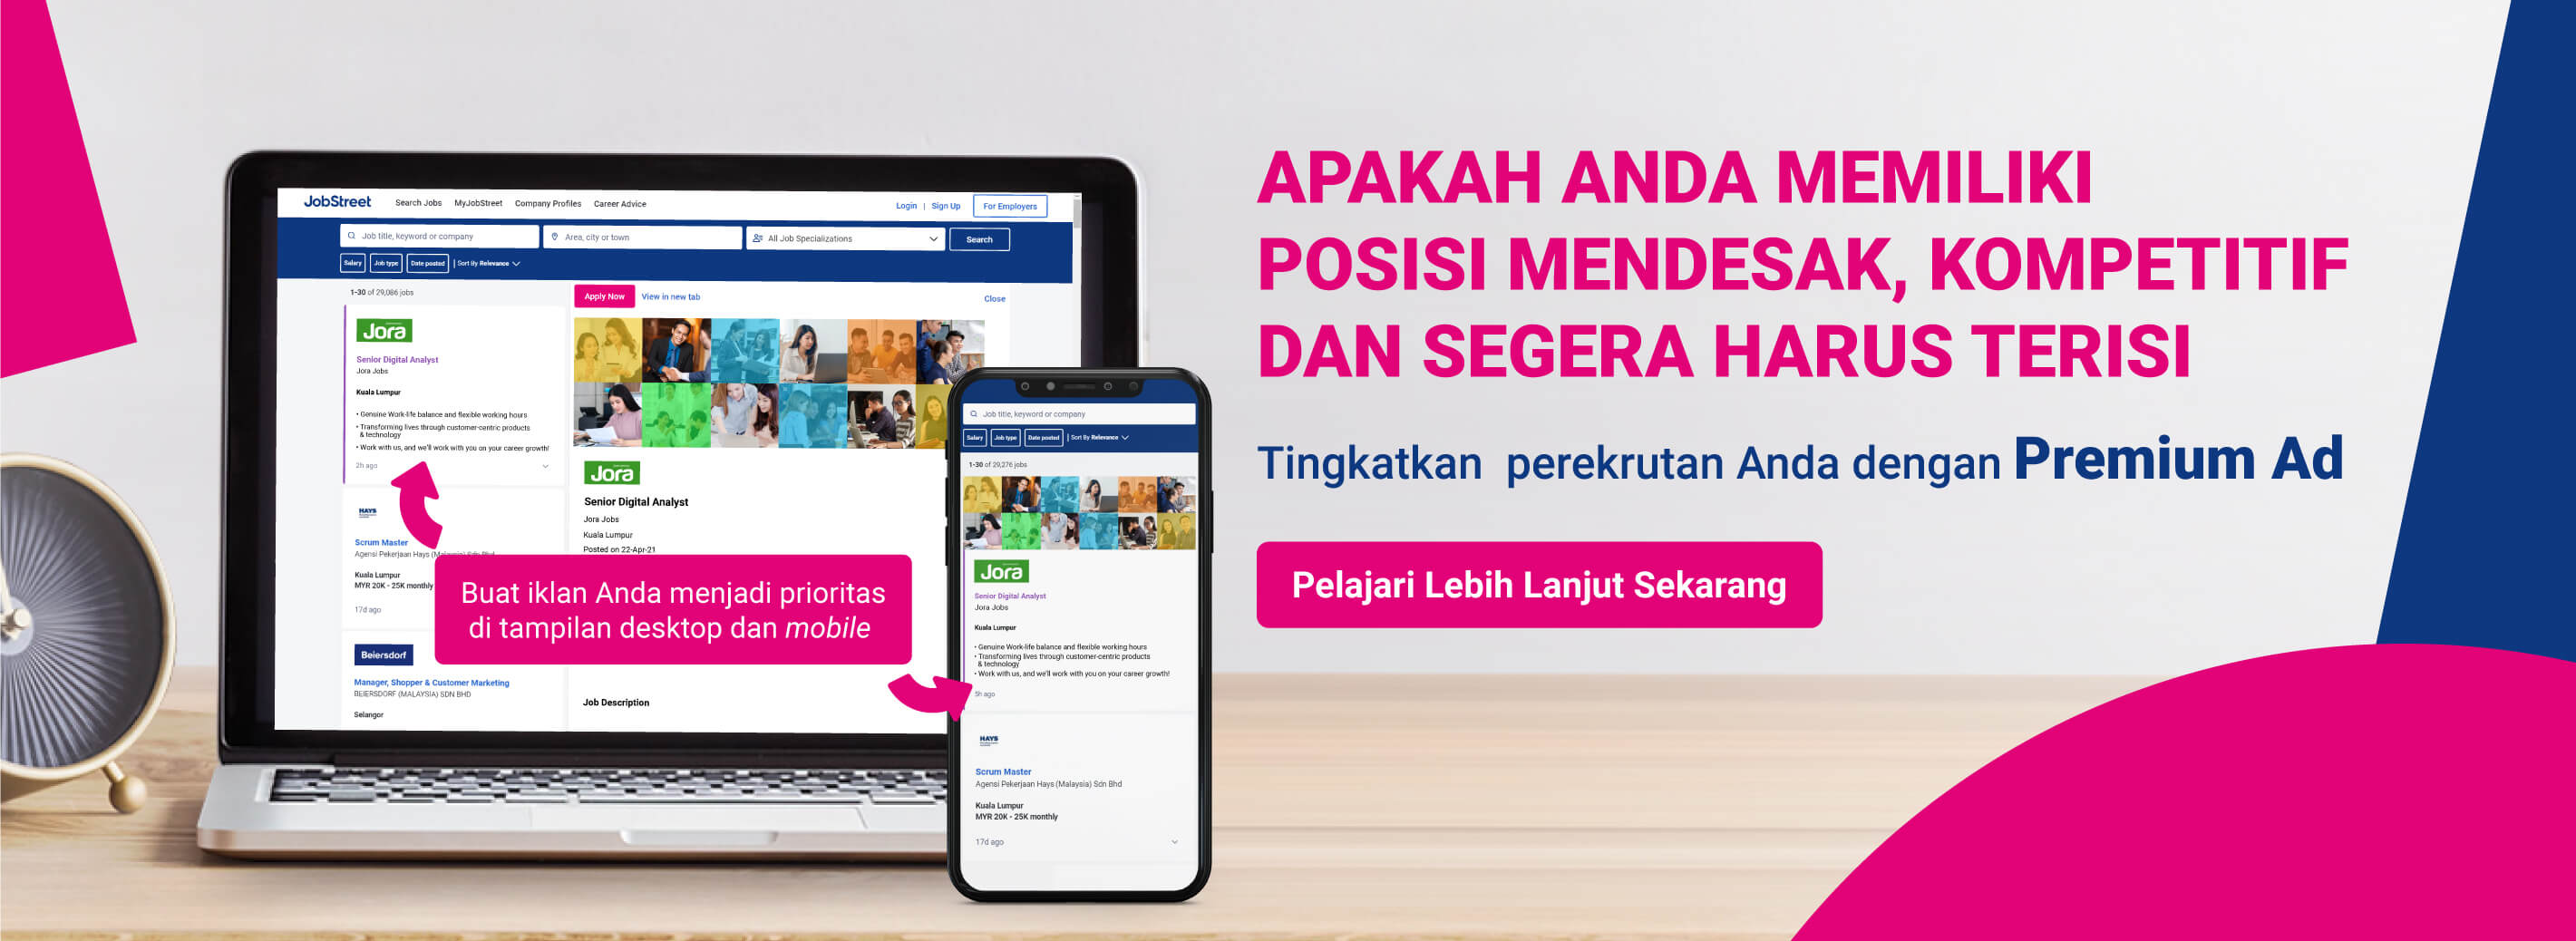 JobStreet Search Jobs MyJobStreet Company Profiles Career Advice Login | Sign Up For Employers
Job title, keyword or company Area, city or town All Job Specializations Search
Salary Job type Date posted | Sort By Relevance
1-30 of 29,086 jobs
Jora
Senior Digital Analyst
Jora Jobs
Kuala Lumpur
• Genuine Work-life balance and flexible working hours
• Transforming lives through customer-centric products
& technology
• Work with us, and we'll work with you on your career growth!
2h ago
HAYS
Scrum Master
Agensi Pekerjaan Hays
Kuala Lumpur
MYR 20K - 25K monthly
17d ago
Beiersdorf
Manager, Shopper & Customer Marketing
BEIERSDORF (MALAYSIA) SDN BHD
Selangor
Apply Now View in new tab Close
Jora
Senior Digital Analyst
Jora Jobs
Kuala Lumpur
Posted on 22-Apr-21
Job Description
Buat iklan Anda menjadi prioritas
di tampilan desktop dan mobile
Job title, keyword or company
Salary Job type Date posted | Sort By Relevance
1-30 of 29,276 jobs
Jora
Senior Digital Analyst
Jora Jobs
Kuala Lumpur
• Genuine Work-life balance and flexible working hours
• Transforming lives through customer-centric products
& technology
• Work with us, and we'll work with you on your career growth!
5h ago
HAYS
Scrum Master
Agensi Pekerjaan Hays (Malaysia) Sdn Bhd
Kuala Lumpur
MYR 20K - 25K monthly
17d ago
APAKAH ANDA MEMILIKI
POSISI MENDESAK, KOMPETITIF
DAN SEGERA HARUS TERISI
Tingkatkan perekrutan Anda dengan Premium Ad
Pelajari Lebih Lanjut Sekarang